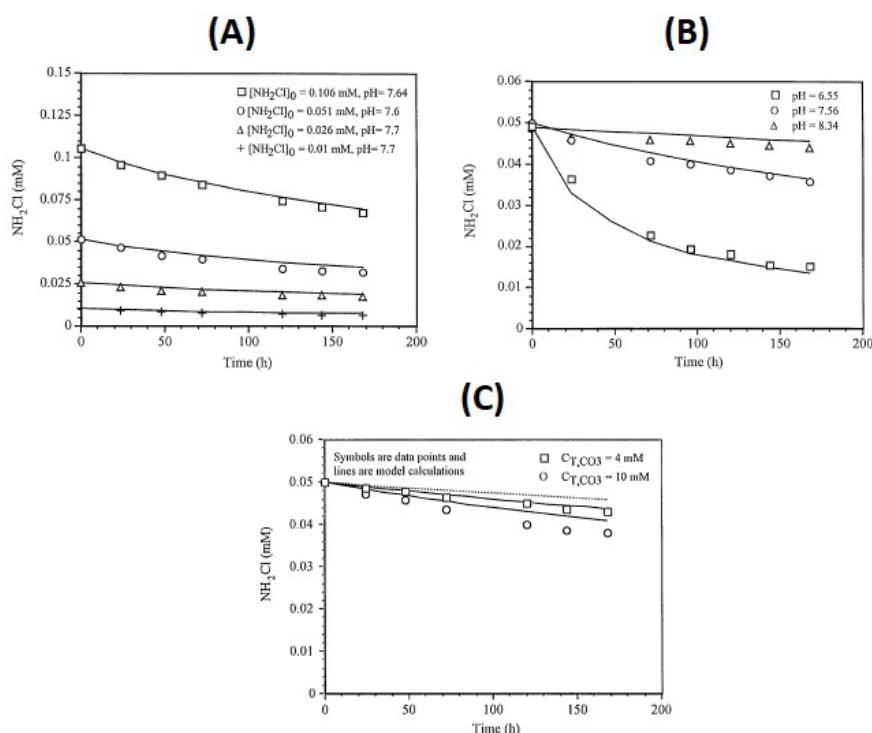 (A)
NH2Cl (mM)
0.15
0.125
0.1
0.075
0.05
0.025
0
0 50 100 150 200
Time (h)
[NH2Cl]0 = 0.106 mM, pH= 7.64
[NH2Cl]0 = 0.051 mM, pH= 7.6
[NH2Cl]0 = 0.026 mM, pH= 7.7
[NH2Cl]0 = 0.01 mM, pH= 7.7
(B)
NH2Cl (mM)
0.06
0.05
0.04
0.03
0.02
0.01
0
0 50 100 150 200
Time (h)
pH = 6.55
pH = 7.56
pH = 8.34
(C)
NH2Cl (mM)
0.06
0.05
0.04
0.04
0.02
0.01
0
0 50 100 150 200
Time (h)
Symbols are data points and
lines are model calculations
CT,CO3 = 4 mM
CT,CO3 = 10 mM